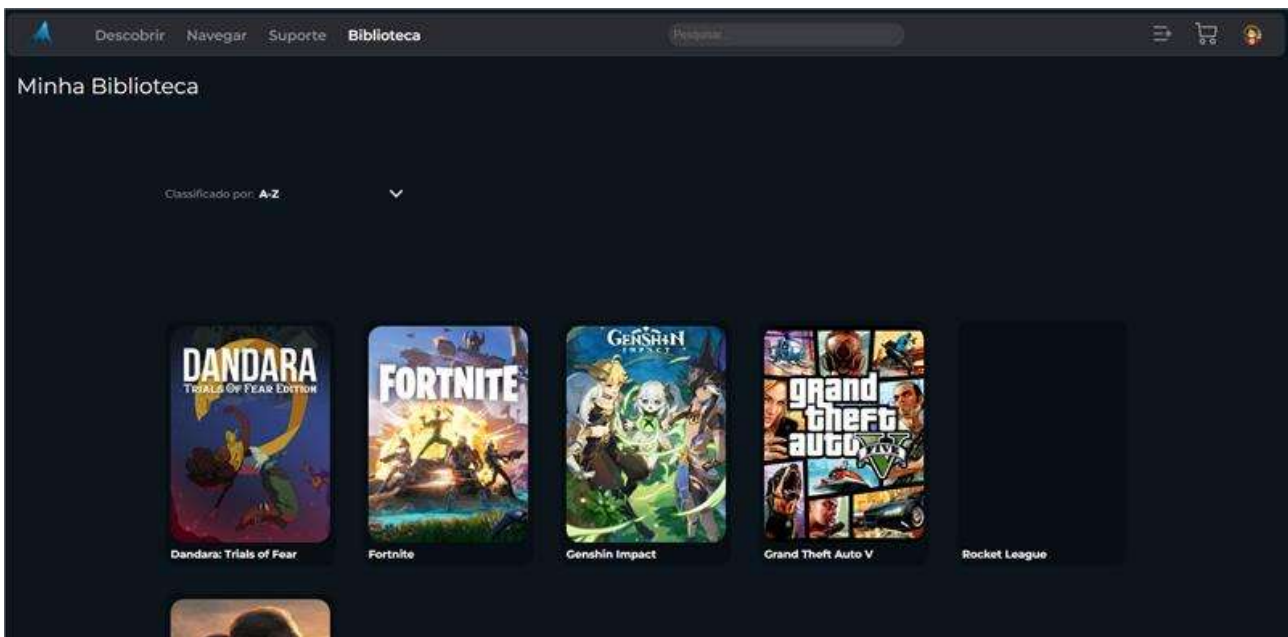 Descobrir Navegar Suporte Biblioteca Pesquisar...
Minha Biblioteca
Classificado por: A-Z
DANDARA
TRIALS OF FEAR EDITION
FORTNITE
GENSHIN
IMPACT
grand
theft
auto V
FIVE
Dandara: Trials of Fear
Fortnite
Genshin Impact
Grand Theft Auto V
Rocket League